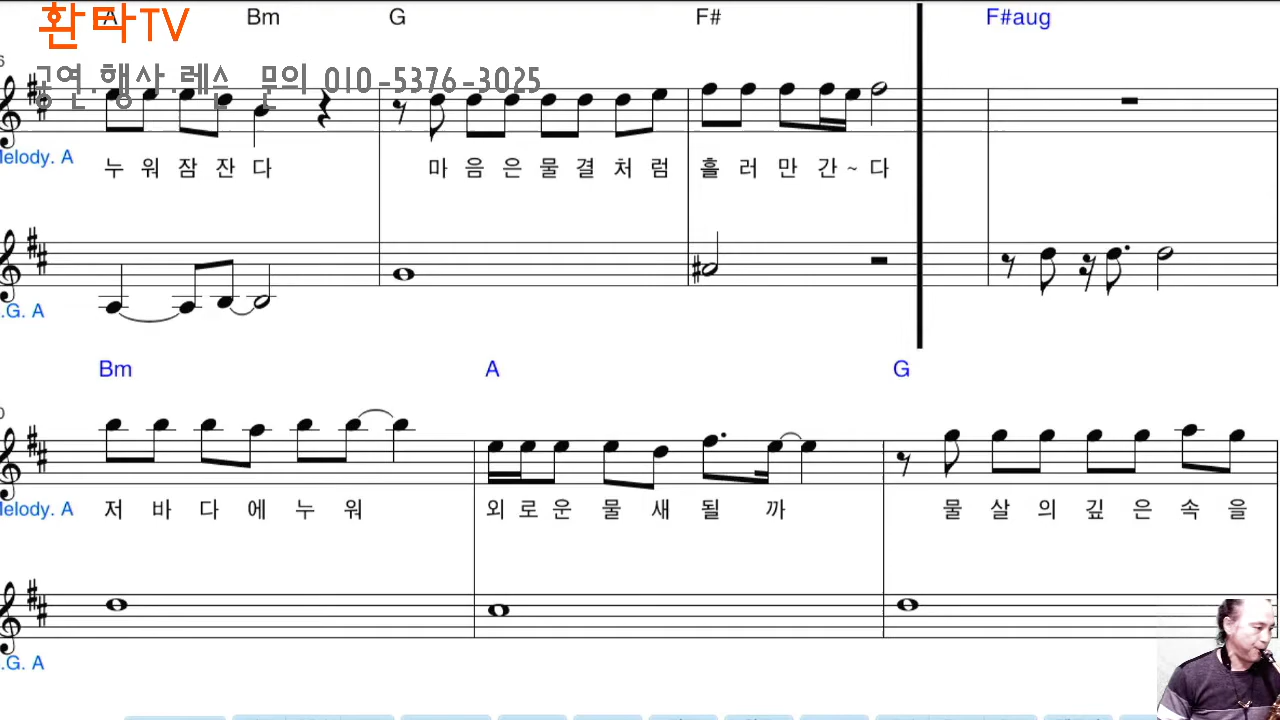 환타TV
A Bm G F# F#aug
공연.행사.레슨 문의 010-5376-3025
6
Melody. A
누 워 잠 잔 다 마 음 은 물 결 처 럼 흘 러 만 간 ~ 다
.G. A
Bm A G
0
Melody. A
저 바 다 에 누 워 외 로 운 물 새 될 까 물 살 의 깊 은 속 을
.G. A